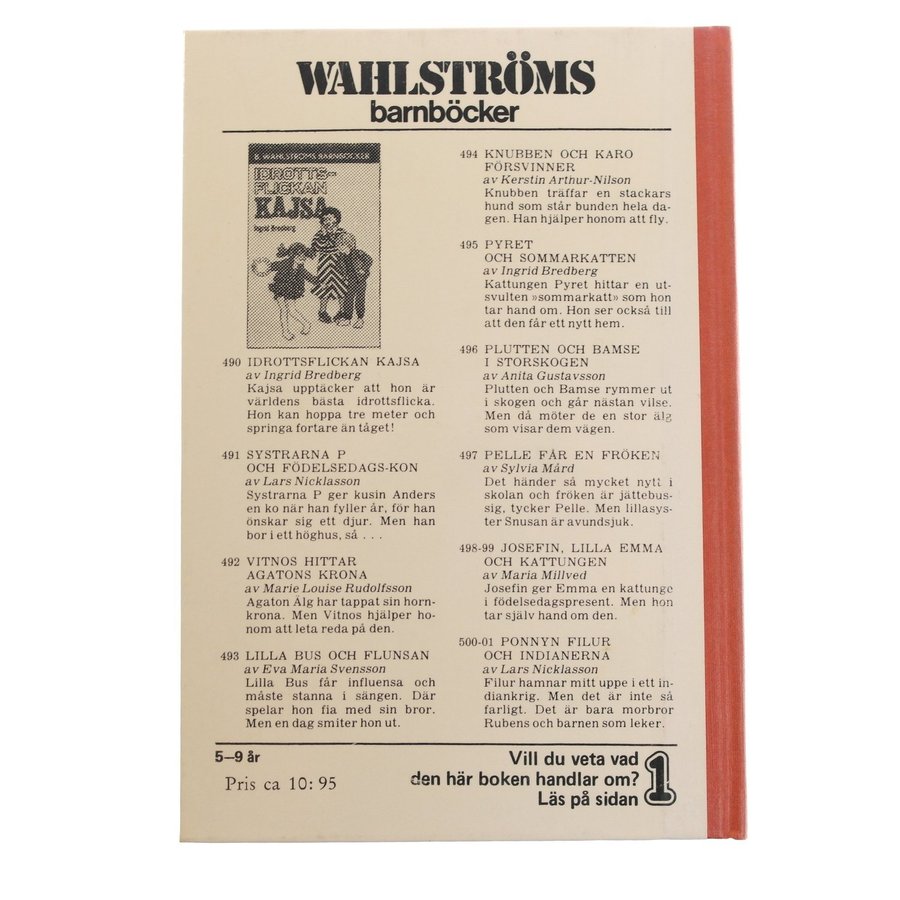 WAHLSTRÖMS
barnböcker
B. WAHLSTRÖMS BARNBÖCKER
IDROTTS-
FLICKAN
KAJSA
Ingrid Bredberg
490 IDROTTSFLICKAN KAJSA
av Ingrid Bredberg
Kajsa upptäcker att hon är
världens bästa idrottsflicka.
Hon kan hoppa tre meter och
springa fortare än tåget!
491 SYSTRARNA P
OCH FÖDELSEDAGS-KON
av Lars Nicklasson
Systrarna P ger kusin Anders
en ko när han fyller år, för han
önskar sig ett djur. Men han
bor i ett höghus, så . . .
492 VITNOS HITTAR
AGATONS KRONA
av Marie Louise Rudolfsson
Agaton Älg har tappat sin horn-
krona. Men Vitnos hjälper ho-
nom att leta reda på den.
493 LILLA BUS OCH FLUNSAN
av Eva Maria Svensson
Lilla Bus får influensa och
måste stanna i sängen. Där
spelar hon fia med sin bror.
Men en dag smiter hon ut.
494 KNUBBEN OCH KARO
FÖRSVINNER
av Kerstin Arthur-Nilson
Knubben träffar en stackars
hund som står bunden hela da-
gen. Han hjälper honom att fly.
495 PYRET
OCH SOMMARKATTEN
av Ingrid Bredberg
Kattungen Pyret hittar en ut-
svulten »sommarkatt» som hon
tar hand om. Hon ser också till
att den får ett nytt hem.
496 PLUTTEN OCH BAMSE
I STORSKOGEN
av Anita Gustavsson
Plutten och Bamse rymmer ut
i skogen och går nästan vilse.
Men då möter de en stor älg
som visar dem vägen.
497 PELLE FÅR EN FRÖKEN
av Sylvia Mård
Det händer så mycket nytt i
skolan och fröken är jättebus-
sig, tycker Pelle. Men lillasys-
ter Snusan är avundsjuk.
498-99 JOSEFIN, LILLA EMMA
OCH KATTUNGEN
av Maria Millved
Josefin ger Emma en kattunge
i födelsedagspresent. Men hon
tar själv hand om den.
500-01 PONNYN FILUR
OCH INDIANERNA
av Lars Nicklasson
Filur hamnar mitt uppe i ett in-
diankrig. Men det är inte så
farligt. Det är bara morbror
Rubens och barnen som leker.
5–9 år
Pris ca 10:95
Vill du veta vad
den här boken handlar om?
Läs på sidan 1